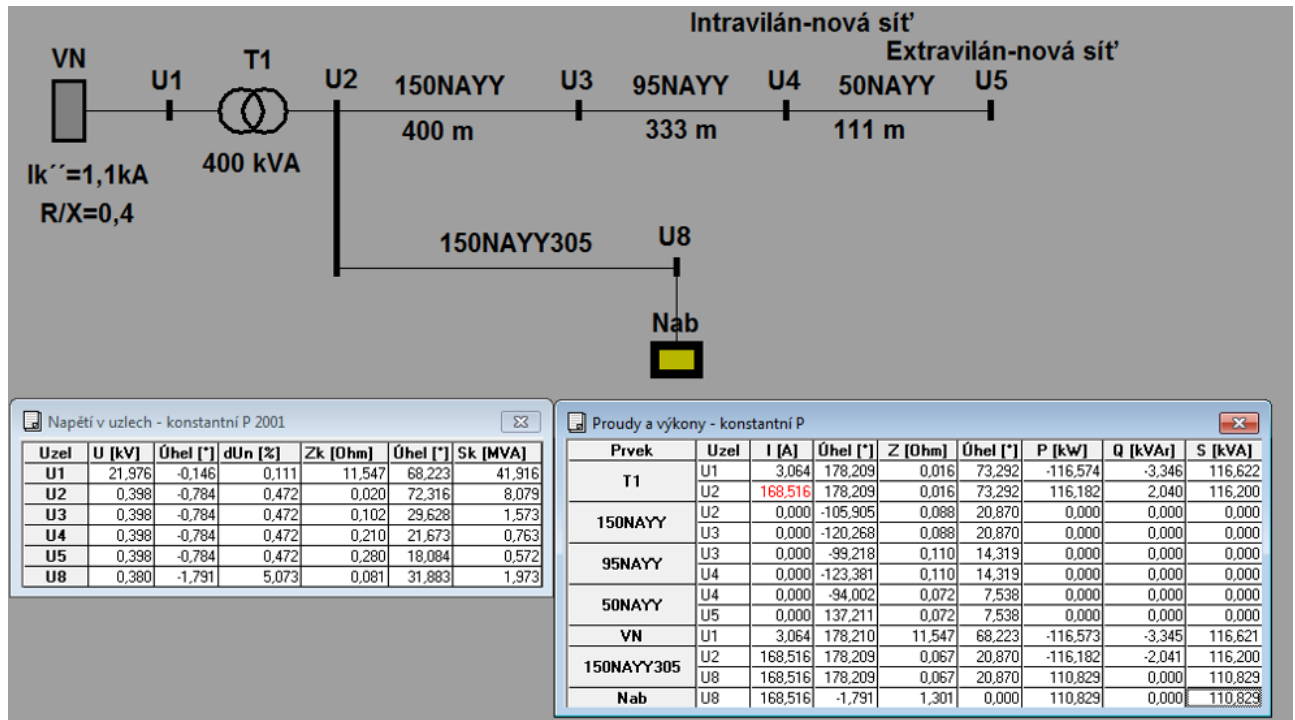 Intravilán-nová síť
Extravilán-nová síť
VN
U1
T1
U2
150NAYY
U3
95NAYY
U4
50NAYY
U5
400 m
333 m
111 m
400 kVA
Ik´´=1,1kA
R/X=0,4
150NAYY305
U8
Nab
Napětí v uzlech - konstantní P 2001
Uzel U [kV] Úhel [°] dUn [%] Zk [Ohm] Úhel [°] Sk [MVA]
U1 21,976 -0,146 0,111 11,547 68,223 41,916
U2 0,398 -0,784 0,472 0,020 72,316 8,079
U3 0,398 -0,784 0,472 0,102 29,628 1,573
U4 0,398 -0,784 0,472 0,210 21,673 0,763
U5 0,398 -0,784 0,472 0,280 18,084 0,572
U8 0,380 -1,791 5,073 0,081 31,883 1,973
Proudy a výkony - konstantní P
Prvek Uzel I [A] Úhel [°] Z [Ohm] Úhel [°] P [kW] Q [kVAr] S [kVA]
T1 U1 3,064 178,209 0,016 73,292 -116,574 -3,346 116,622
U2 168,516 178,209 0,016 73,292 116,182 2,040 116,200
150NAYY U2 0,000 -105,905 0,088 20,870 0,000 0,000 0,000
U3 0,000 -120,268 0,088 20,870 0,000 0,000 0,000
95NAYY U3 0,000 -99,218 0,110 14,319 0,000 0,000 0,000
U4 0,000 -123,381 0,110 14,319 0,000 0,000 0,000
50NAYY U4 0,000 -94,002 0,072 7,538 0,000 0,000 0,000
U5 0,000 137,211 0,072 7,538 0,000 0,000 0,000
VN U1 3,064 178,210 11,547 68,223 -116,573 -3,345 116,621
150NAYY305 U2 168,516 178,209 0,067 20,870 -116,182 -2,041 116,200
U8 168,516 178,209 0,067 20,870 110,829 0,000 110,829
Nab U8 168,516 -1,791 1,301 0,000 110,829 0,000 110,829